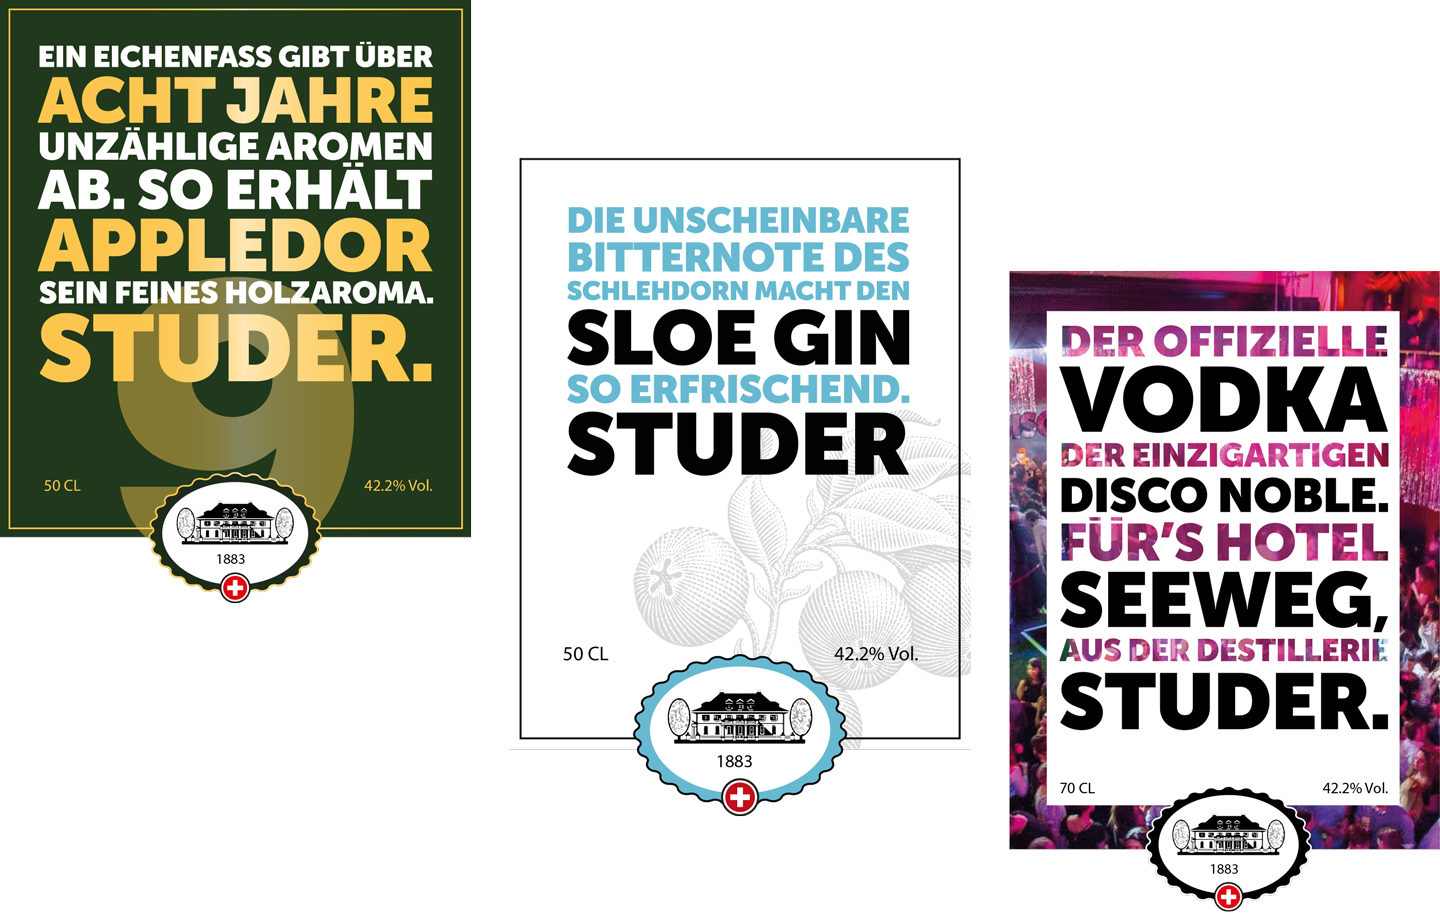 EIN EICHENFASS GIBT ÜBER
ACHT JAHRE
UNZÄHLIGE AROMEN
AB. SO ERHÄLT
APPLEDOR
SEIN FEINES HOLZAROMA.
STUDER.
9
50 CL
42.2% Vol.
1883
DIE UNSCHEINBARE
BITTERNOTE DES
SCHLEHDORN MACHT DEN
SLOE GIN
SO ERFRISCHEND.
STUDER
50 CL
42.2% Vol.
1883
DER OFFIZIELLE
VODKA
DER EINZIGARTIGEN
DISCO NOBLE.
FÜR'S HOTEL
SEEWEG,
AUS DER DESTILLERIE
STUDER.
70 CL
42.2% Vol.
1883